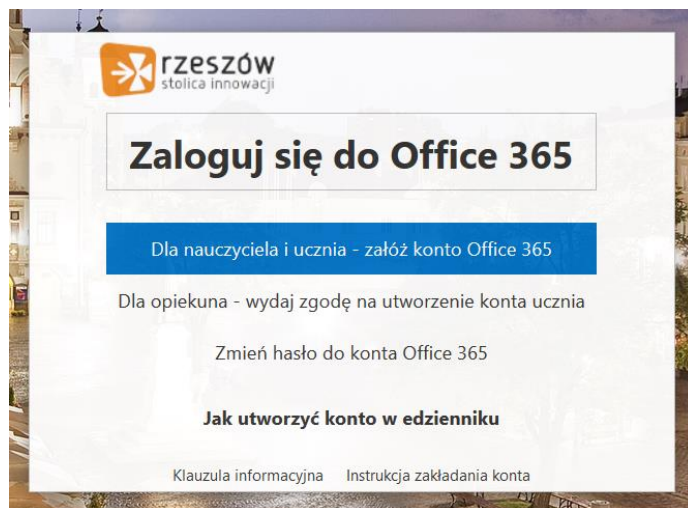 rzeszów
stolica innowacji
Zaloguj się do Office 365
Dla nauczyciela i ucznia - załóż konto Office 365
Dla opiekuna - wydaj zgodę na utworzenie konta ucznia
Zmień hasło do konta Office 365
Jak utworzyć konto w edzienniku
Klauzula informacyjna Instrukcja zakładania konta